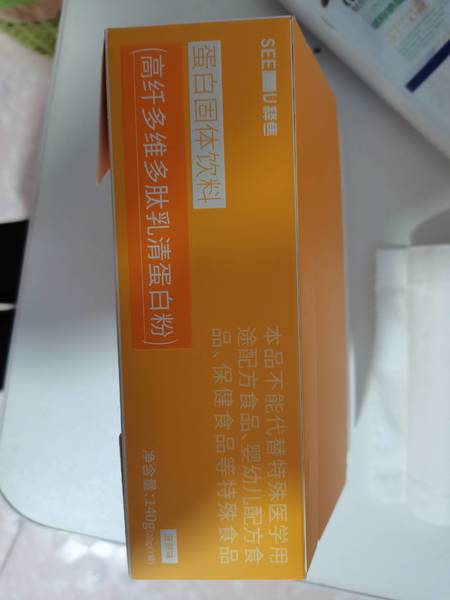 SEE U 舜佳
蛋白固体饮料
(高纤多维多肽乳清蛋白粉)
本品不能代替特殊医学用
途配方食品、婴幼儿配方食
品、保健食品等特殊食品
净含量:140g